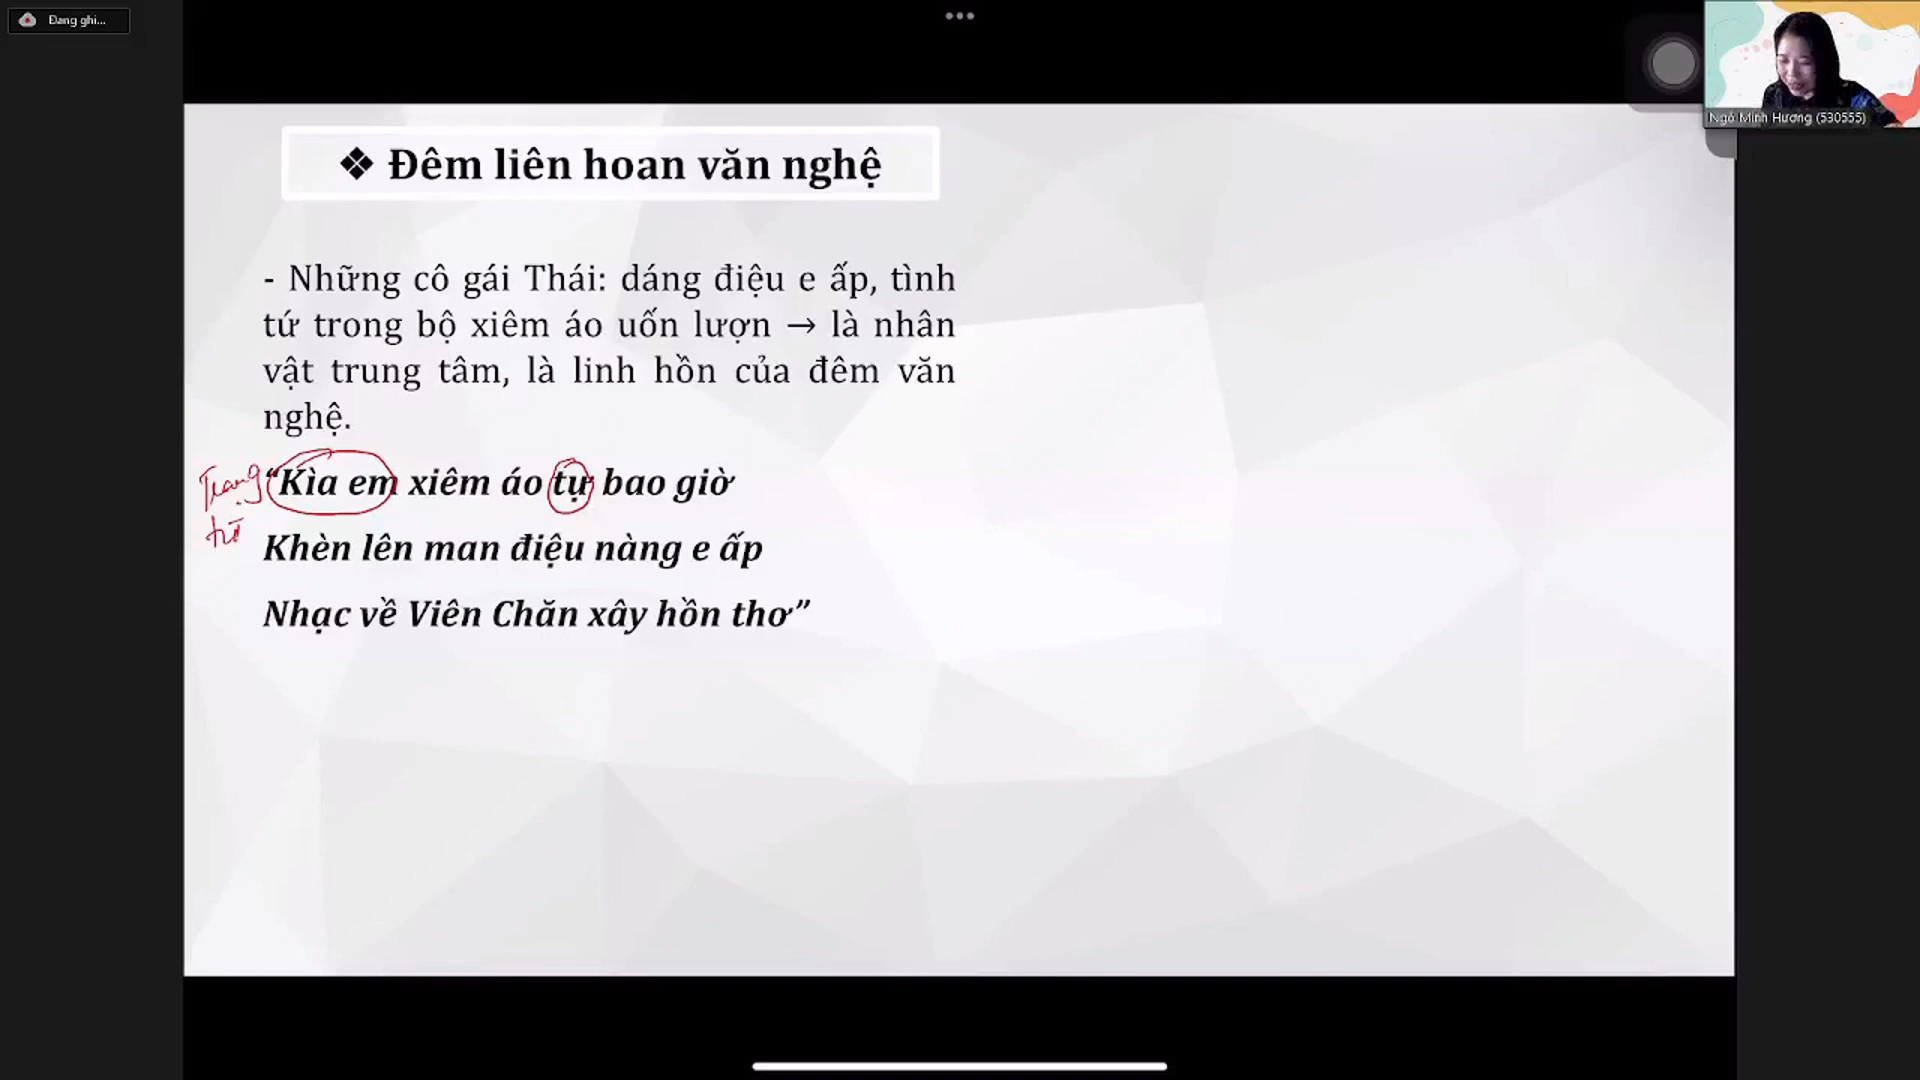 Đang ghi...
Ngô Minh Hương (530555)
❖ Đêm liên hoan văn nghệ
- Những cô gái Thái: dáng điệu e ấp, tình
tứ trong bộ xiêm áo uốn lượn → là nhân
vật trung tâm, là linh hồn của đêm văn
nghệ.
Trạng
từ
“Kìa em xiêm áo tự bao giờ
Khèn lên man điệu nàng e ấp
Nhạc về Viên Chăn xây hồn thơ”